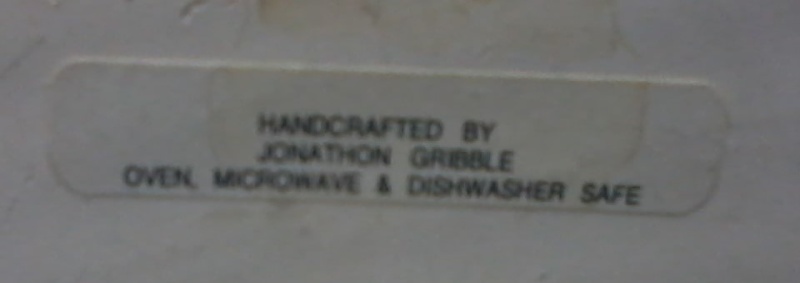 HANDCRAFTED BY
JONATHON GRIBBLE
OVEN, MICROWAVE & DISHWASHER SAFE